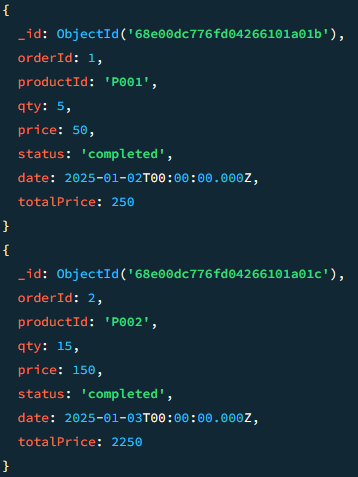 {
_id: ObjectId('68e00dc776fd04266101a01b'),
orderId: 1,
productId: 'P001',
qty: 5,
price: 50,
status: 'completed',
date: 2025-01-02T00:00:00.000Z,
totalPrice: 250
}
{
_id: ObjectId('68e00dc776fd04266101a01c'),
orderId: 2,
productId: 'P002',
qty: 15,
price: 150,
status: 'completed',
date: 2025-01-03T00:00:00.000Z,
totalPrice: 2250
}